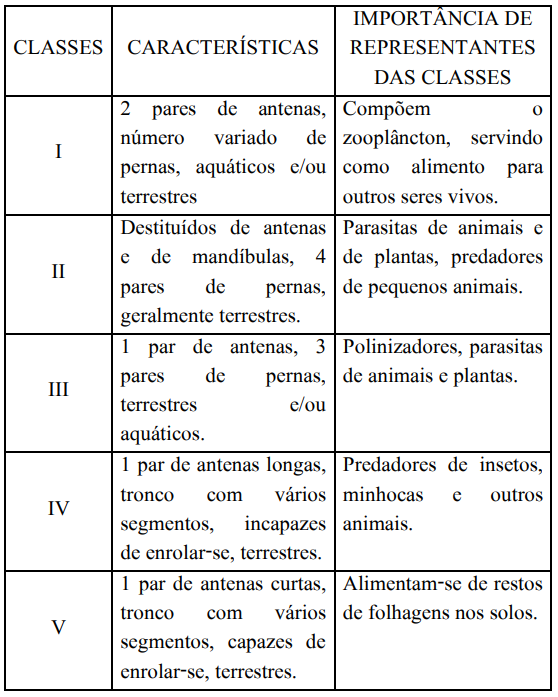 CLASSES
CARACTERÍSTICAS
IMPORTÂNCIA DE
REPRESENTANTES
DAS CLASSES
I
2 pares de antenas,
número variado de
pernas, aquáticos e/ou
terrestres
Compõem o
zooplâncton, servindo
como alimento para
outros seres vivos.
II
Destituídos de antenas
e de mandíbulas, 4
pares de pernas,
geralmente terrestres.
Parasitas de animais e
de plantas, predadores
de pequenos animais.
III
1 par de antenas, 3
pares de pernas,
terrestres e/ou
aquáticos.
Polinizadores, parasitas
de animais e plantas.
IV
1 par de antenas longas,
tronco com vários
segmentos, incapazes
de enrolar-se, terrestres.
Predadores de insetos,
minhocas e outros
animais.
V
1 par de antenas curtas,
tronco com vários
segmentos, capazes de
enrolar-se, terrestres.
Alimentam-se de restos
de folhagens nos solos.